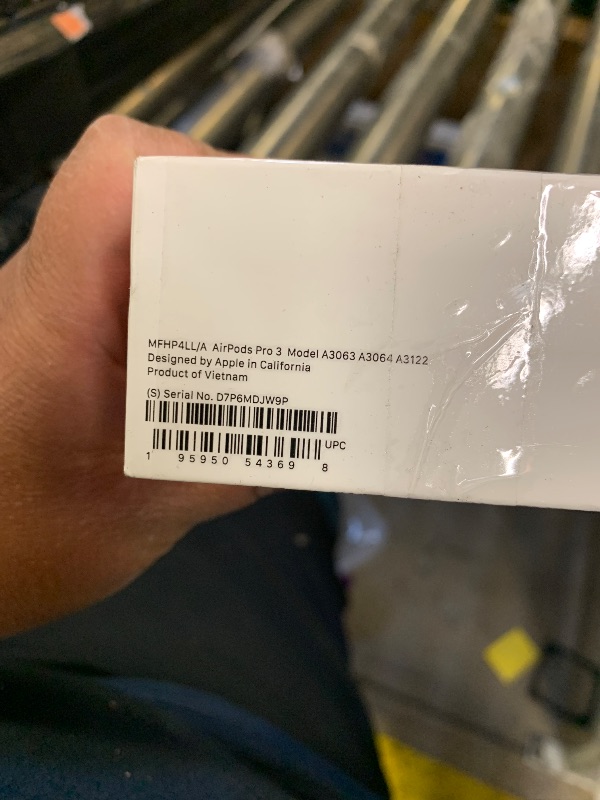 MFHP4LL/A AirPods Pro 3 Model A3063 A3064 A3122
Designed by Apple in California
Product of Vietnam
(S) Serial No. D7P6MDJW9P
UPC
1 95950 54369 8